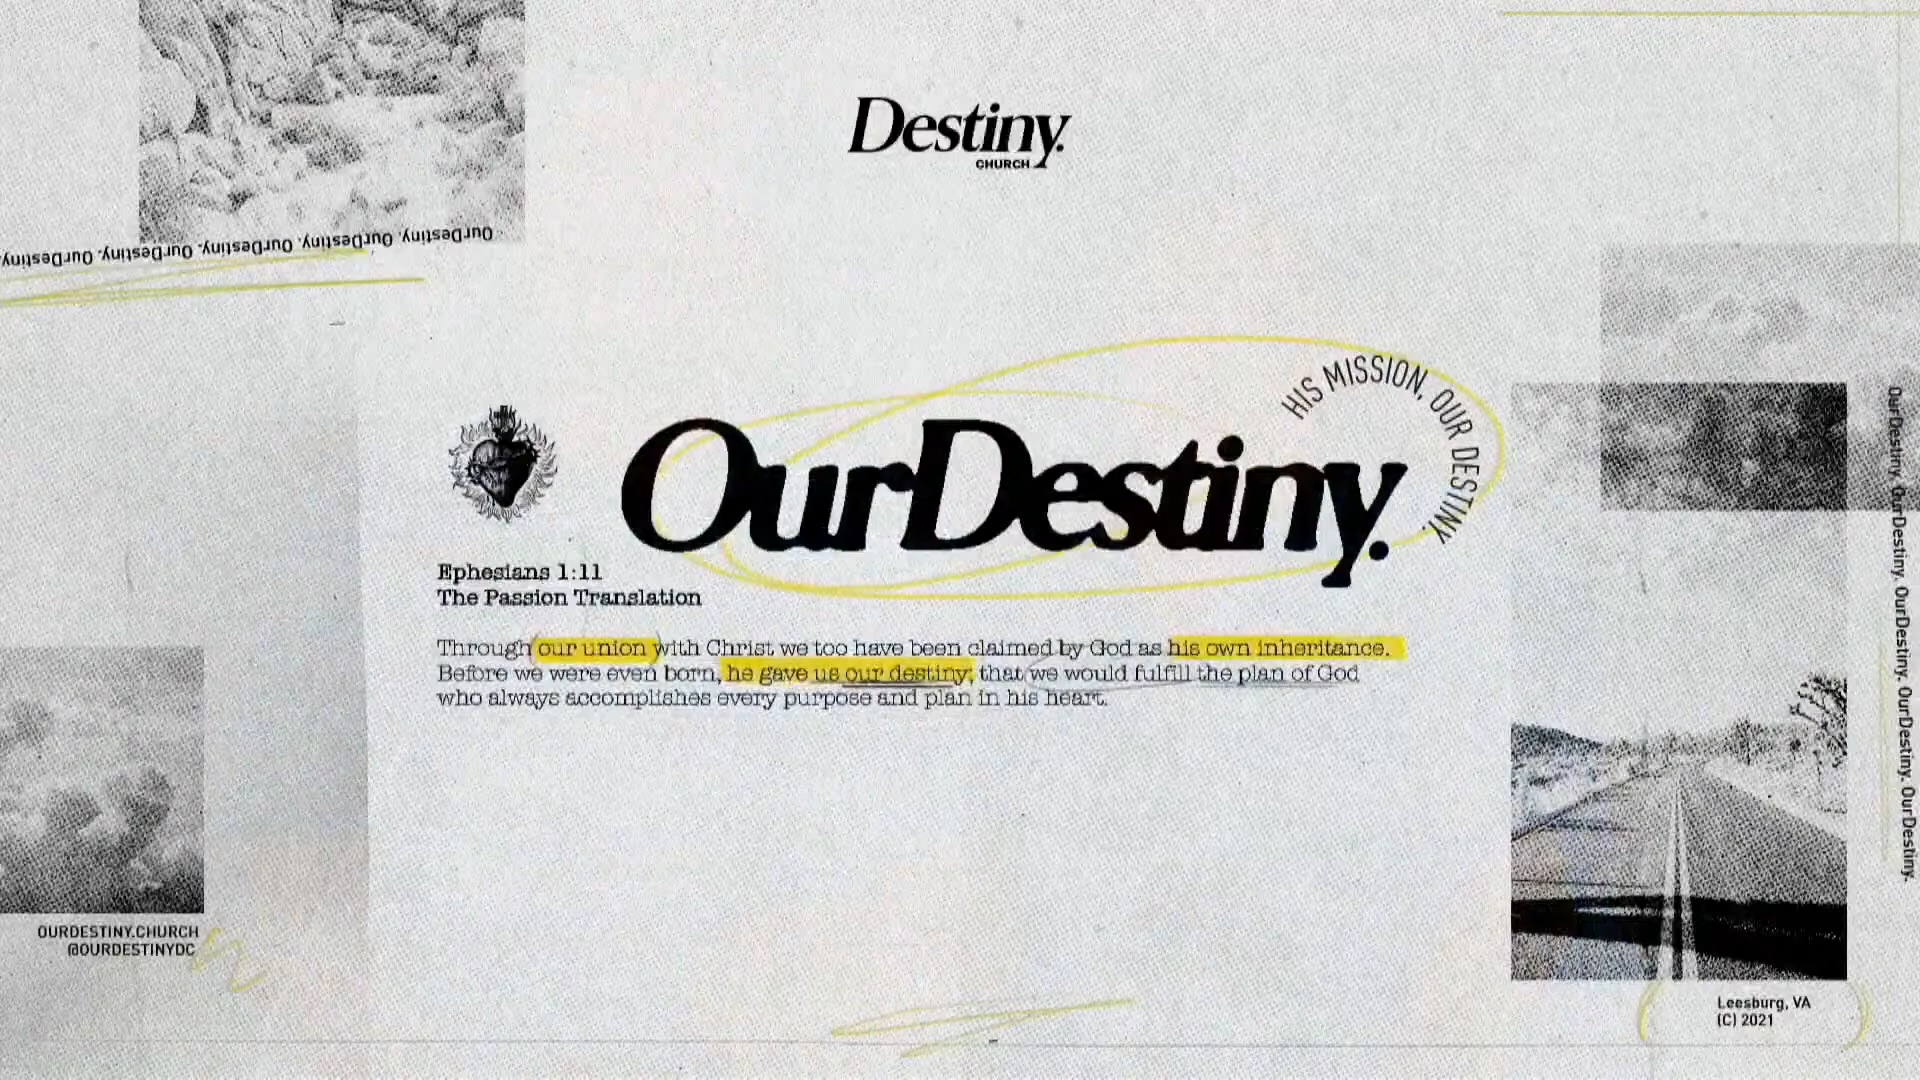 Destiny.
CHURCH
OurDestiny. OurDestiny. OurDestiny. OurDestiny. OurDestiny.
HIS MISSION, OUR DESTINY.
OurDestiny.
Ephesians 1:11
The Passion Translation
Through our union with Christ we too have been claimed by God as his own inheritance.
Before we were even born, he gave us our destiny; that we would fulfill the plan of God
who always accomplishes every purpose and plan in his heart.
OurDestiny. OurDestiny. OurDestiny. OurDestiny. OurDestiny.
OURDESTINY.CHURCH
@OURDESTINYDC
Leesburg, VA
(C) 2021